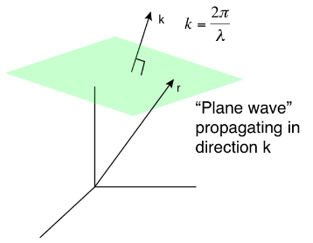 k
k = 2π/λ
r
“Plane wave”
propagating in
direction k